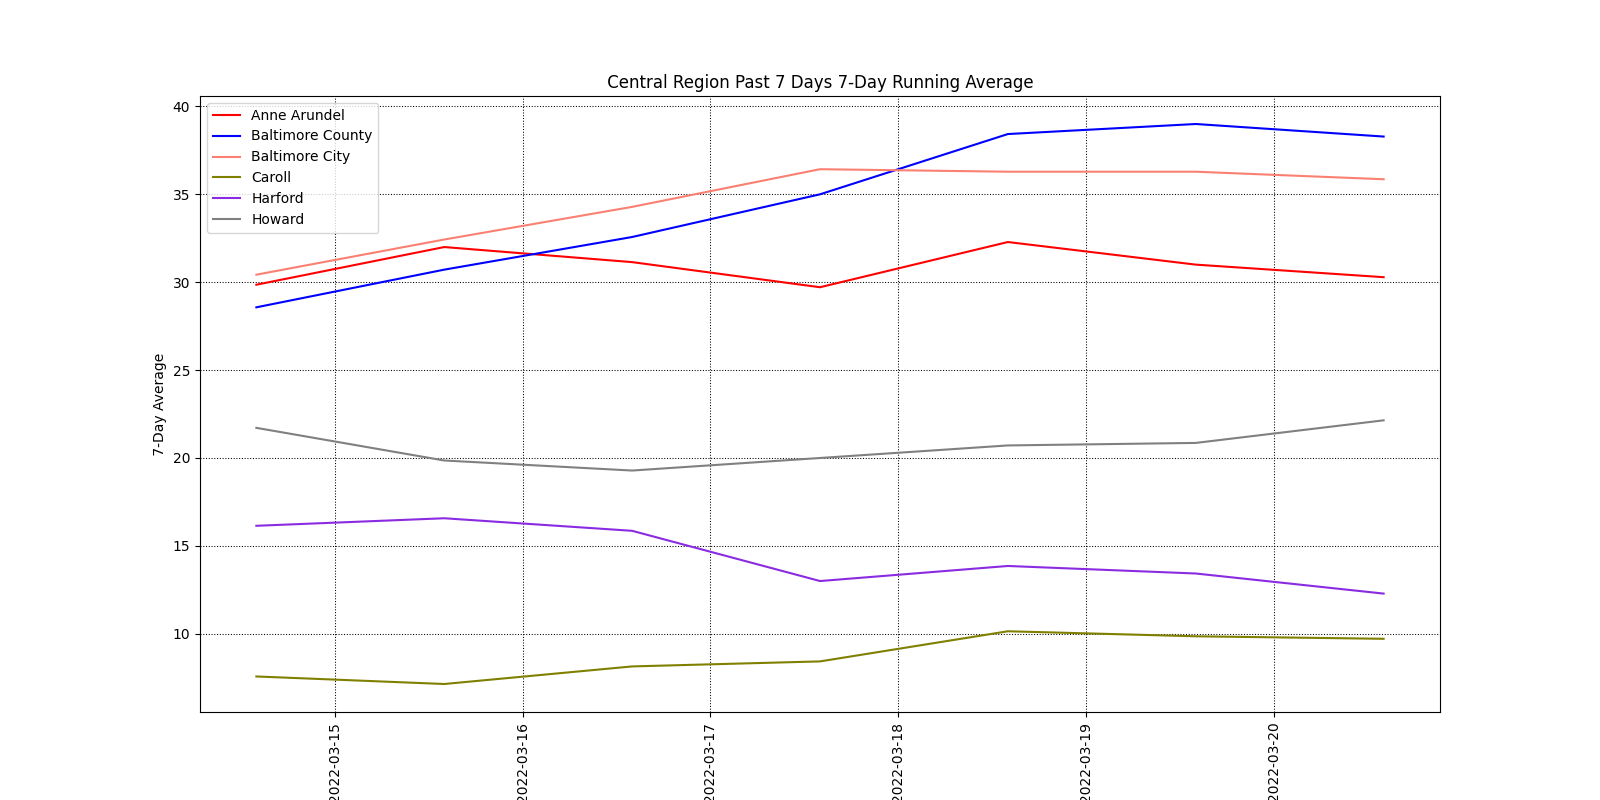 Central Region Past 7 Days 7-Day Running Average
40
35
30
25
20
15
10
7-Day Average
Anne Arundel
Baltimore County
Baltimore City
Caroll
Harford
Howard
2022-03-15
2022-03-16
2022-03-17
2022-03-18
2022-03-19
2022-03-20